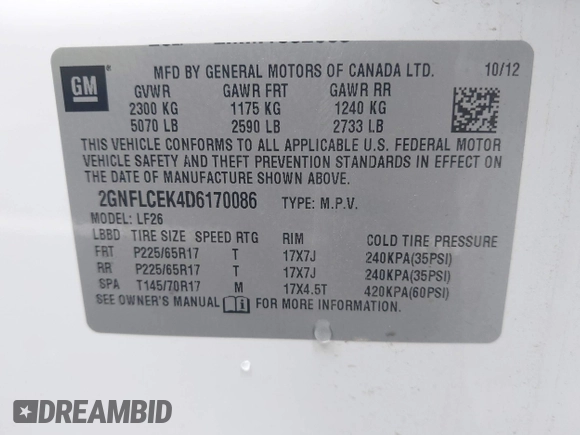 GM
MFD BY GENERAL MOTORS OF CANADA LTD. 10/12
GVWR GAWR FRT GAWR RR
2300 KG 1175 KG 1240 KG
5070 LB 2590 LB 2733 LB
THIS VEHICLE CONFORMS TO ALL APPLICABLE U.S. FEDERAL MOTOR
VEHICLE SAFETY AND THEFT PREVENTION STANDARDS IN EFFECT ON
THE DATE OF MANUFACTURE SHOWN ABOVE.
2GNFLCEK4D6170086 TYPE: M.P.V.
MODEL: LF26
LBBD TIRE SIZE SPEED RTG RIM COLD TIRE PRESSURE
FRT P225/65R17 T 17X7J 240KPA(35PSI)
RR P225/65R17 T 17X7J 240KPA(35PSI)
SPA T145/70R17 M 17X4.5T 420KPA(60PSI)
SEE OWNER'S MANUAL FOR MORE INFORMATION.
DREAMBID